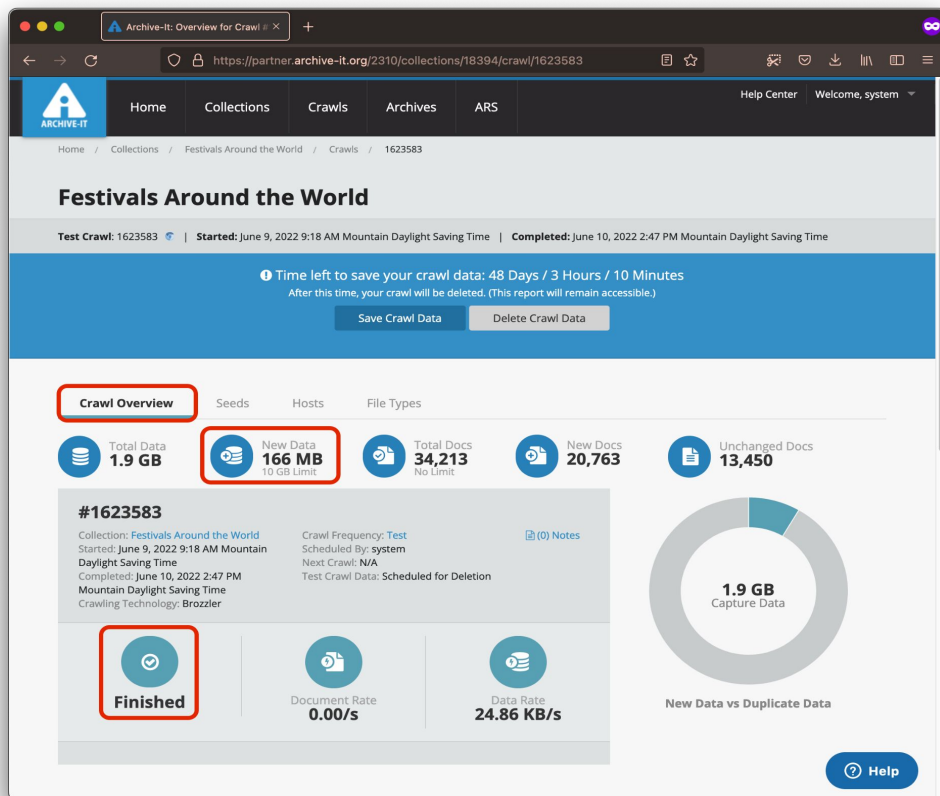 Archive-It: Overview for Crawl #
https://partner.archive-it.org/2310/collections/18394/crawl/1623583
ARCHIVE-IT
Home Collections Crawls Archives ARS
Help Center Welcome, system
Home / Collections / Festivals Around the World / Crawls / 1623583
Festivals Around the World
Test Crawl: 1623583 | Started: June 9, 2022 9:18 AM Mountain Daylight Saving Time | Completed: June 10, 2022 2:47 PM Mountain Daylight Saving Time
Time left to save your crawl data: 48 Days / 3 Hours / 10 Minutes
After this time, your crawl will be deleted. (This report will remain accessible.)
Save Crawl Data Delete Crawl Data
Crawl Overview Seeds Hosts File Types
Total Data
1.9 GB
New Data
166 MB
10 GB Limit
Total Docs
34,213
No Limit
New Docs
20,763
Unchanged Docs
13,450
#1623583
Collection: Festivals Around the World
Started: June 9, 2022 9:18 AM Mountain
Daylight Saving Time
Completed: June 10, 2022 2:47 PM
Mountain Daylight Saving Time
Crawling Technology: Brozzler
Crawl Frequency: Test
Scheduled By: system
Next Crawl: N/A
Test Crawl Data: Scheduled for Deletion
(0) Notes
Finished
Document Rate
0.00/s
Data Rate
24.86 KB/s
1.9 GB
Capture Data
New Data vs Duplicate Data
Help